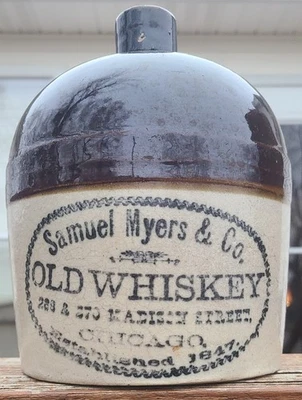 Samuel Myers & Co.
OLD WHISKEY
268 & 270 MADISON STREET,
CHICAGO.
Established 1847.